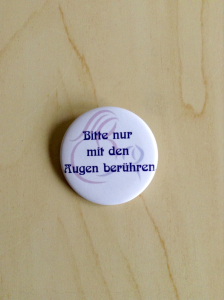 Bitte nur
mit den
Augen berühren